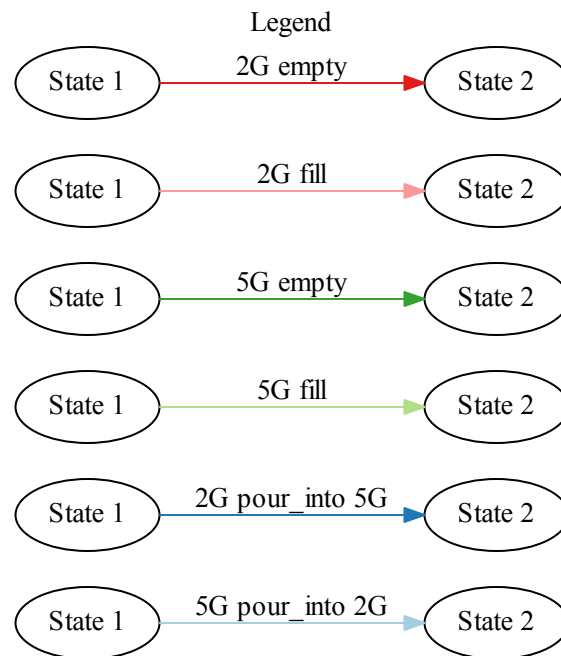 Legend
State 1 2G empty State 2
State 1 2G fill State 2
State 1 5G empty State 2
State 1 5G fill State 2
State 1 2G pour_into 5G State 2
State 1 5G pour_into 2G State 2